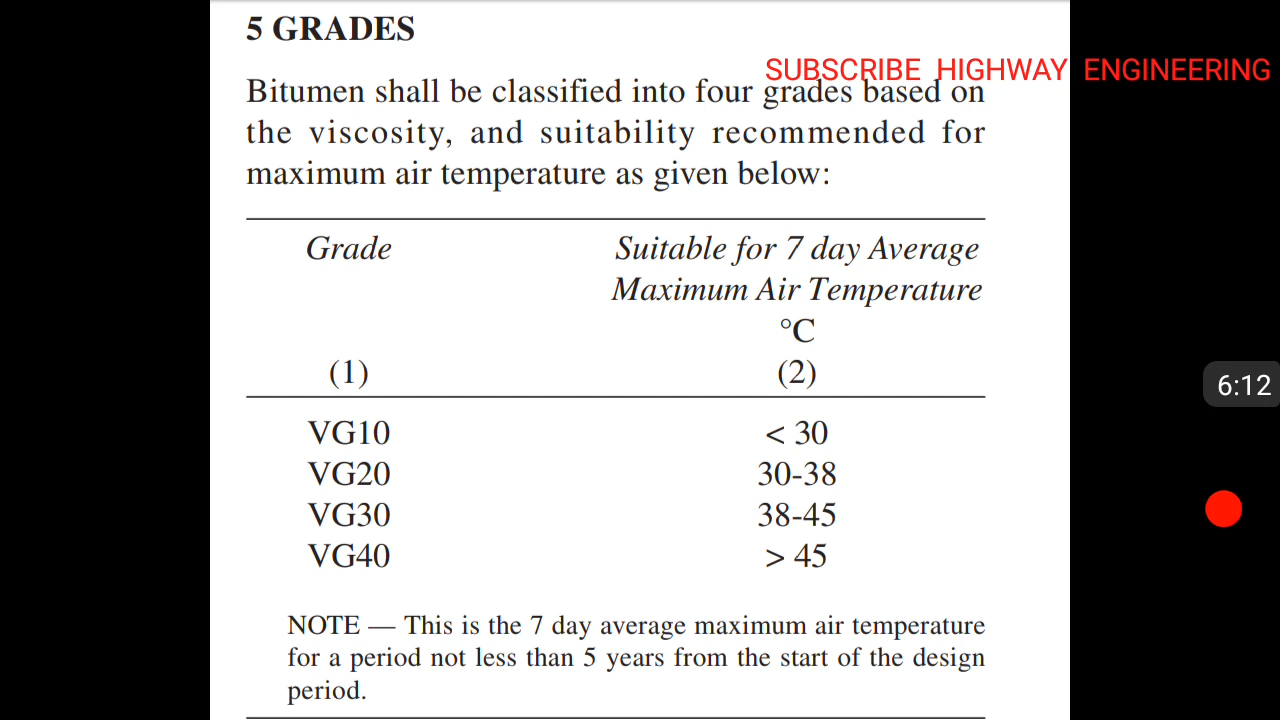 5 GRADES
SUBSCRIBE HIGHWAY ENGINEERING
Bitumen shall be classified into four grades based on
the viscosity, and suitability recommended for
maximum air temperature as given below:
Grade
Suitable for 7 day Average
Maximum Air Temperature
°C
(1)
(2)
6:12
VG10 < 30
VG20 30-38
VG30 38-45
VG40 > 45
NOTE — This is the 7 day average maximum air temperature
for a period not less than 5 years from the start of the design
period.